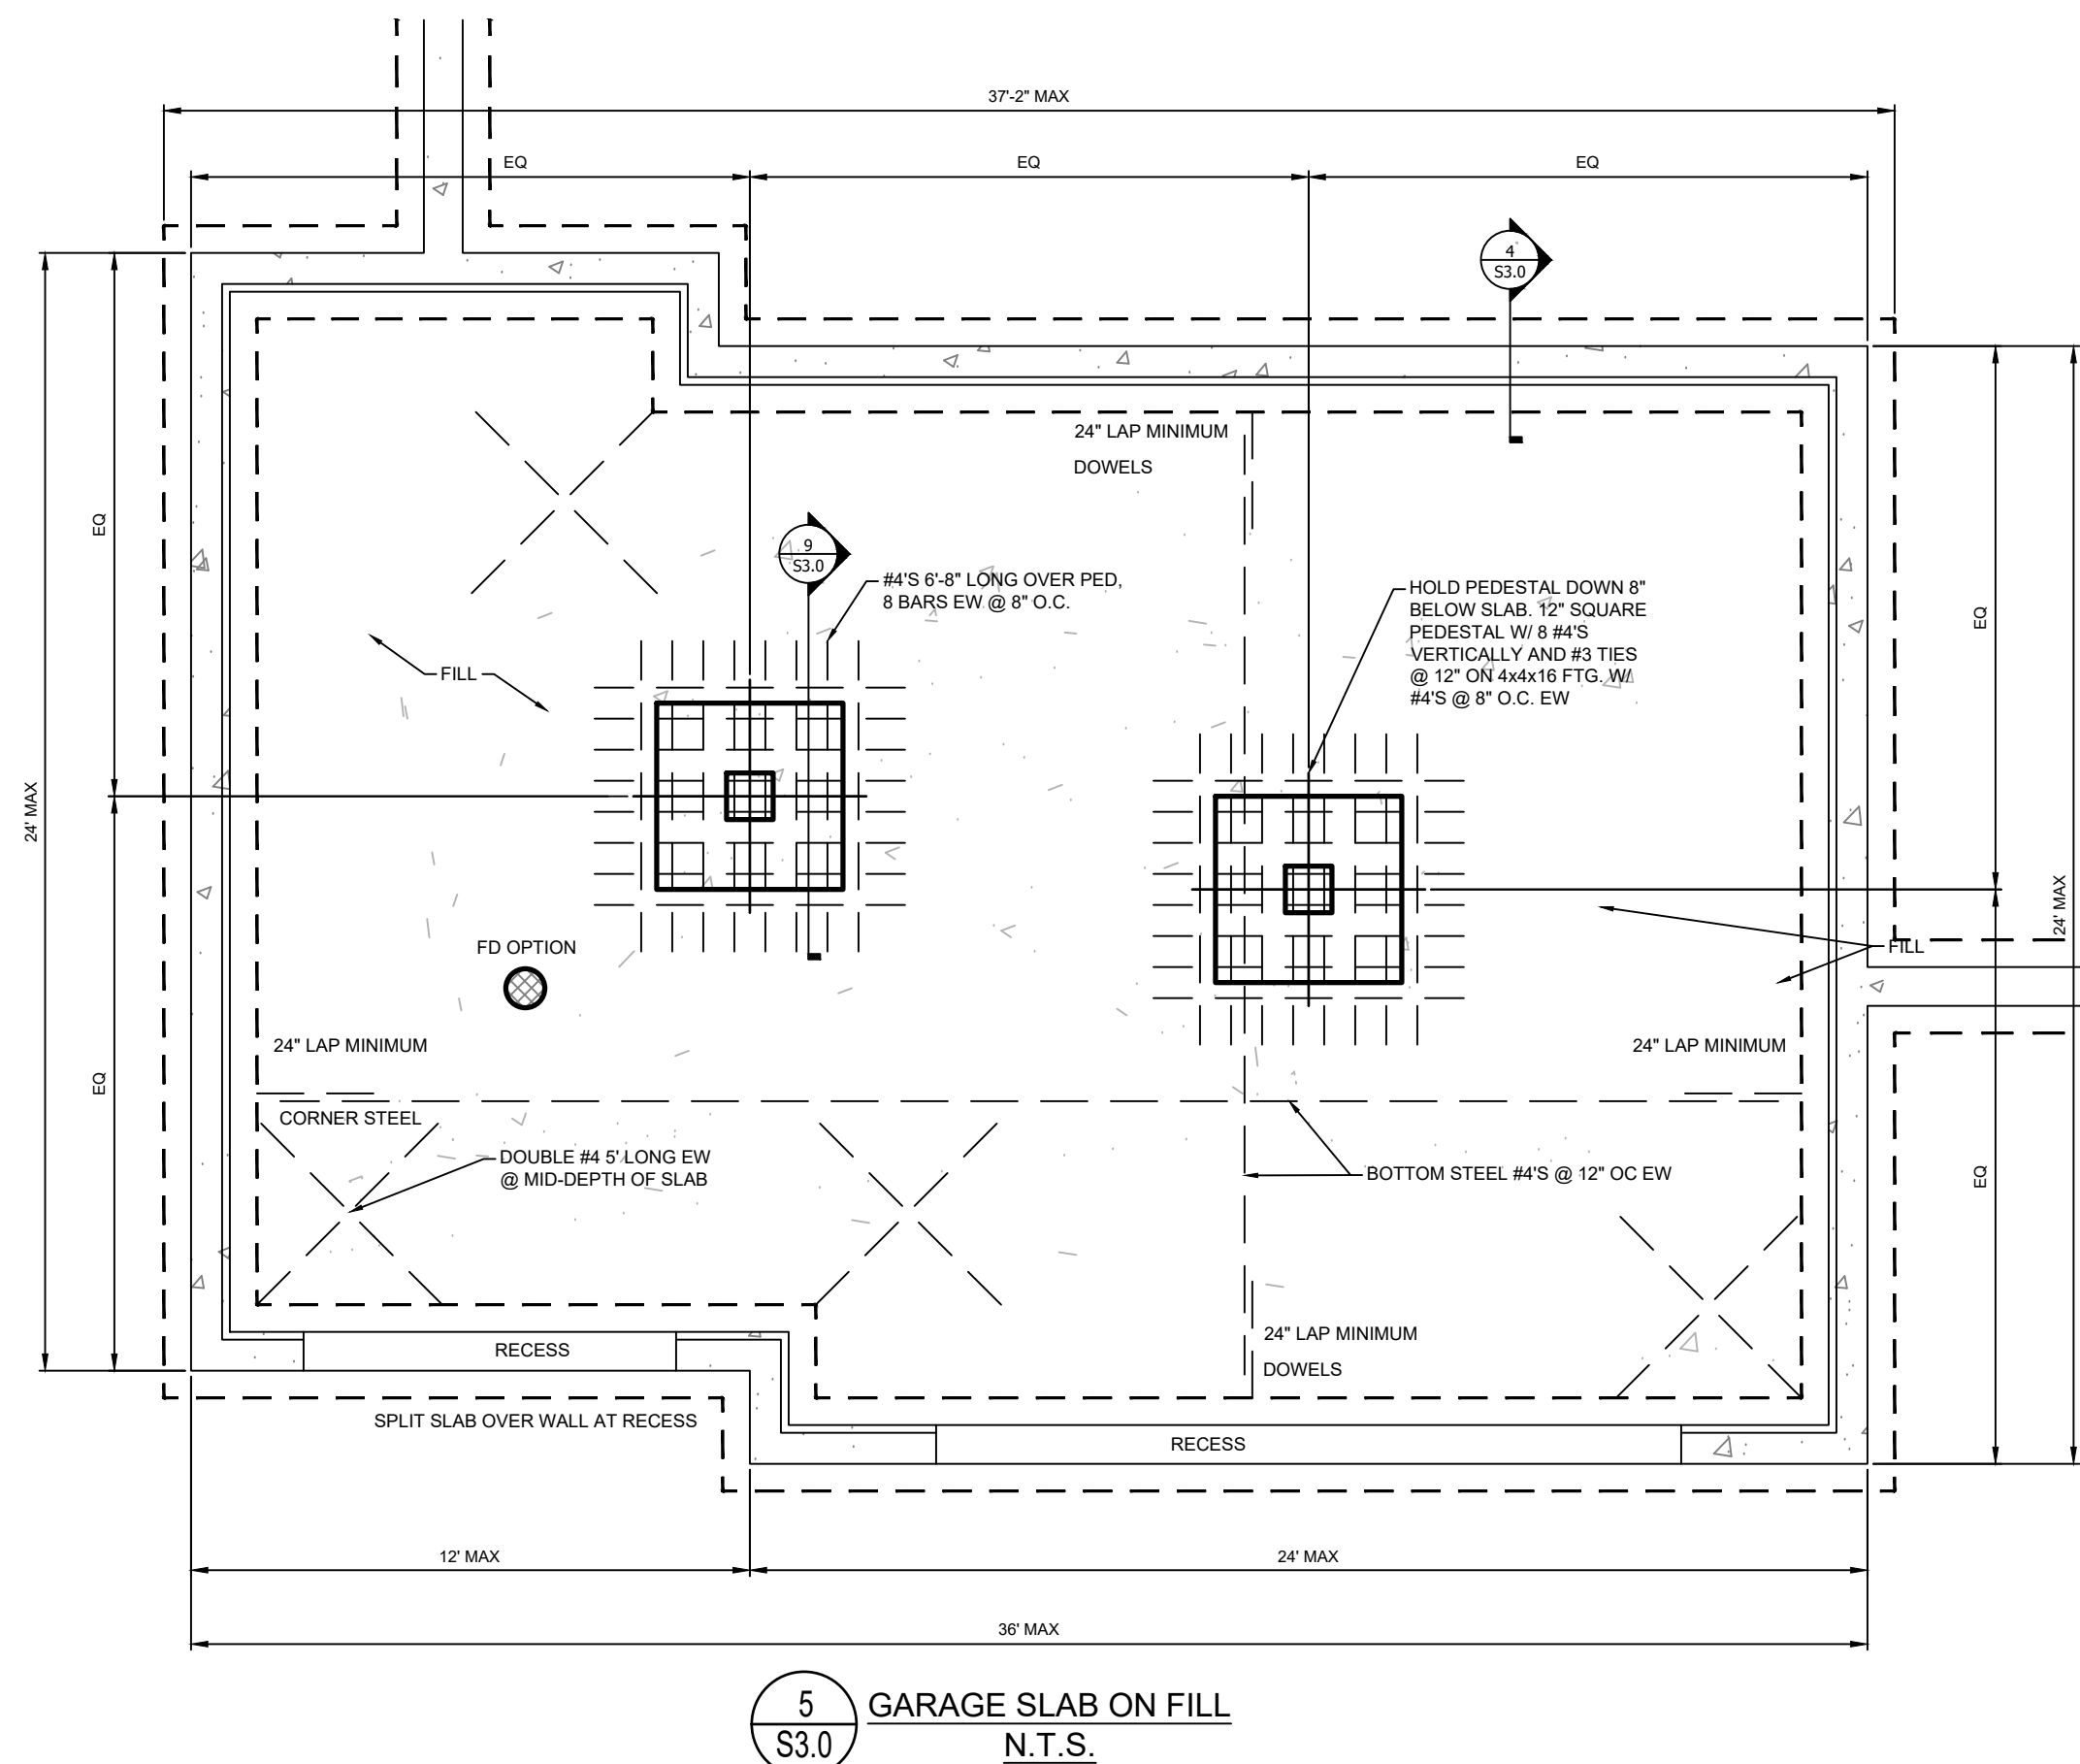 37'-2" MAX
EQ
EQ
EQ
4
S3.0
24" LAP MINIMUM
DOWELS
EQ
9
S3.0
#4'S 6'-8" LONG OVER PED,
8 BARS EW @ 8" O.C.
HOLD PEDESTAL DOWN 8"
BELOW SLAB. 12" SQUARE
PEDESTAL W/ 8 #4'S
VERTICALLY AND #3 TIES
@ 12" ON 4x4x16 FTG. W/
#4'S @ 8" O.C. EW
EQ
FILL
24' MAX
24' MAX
FD OPTION
FILL
24" LAP MINIMUM
24" LAP MINIMUM
EQ
CORNER STEEL
DOUBLE #4 5' LONG EW
@ MID-DEPTH OF SLAB
BOTTOM STEEL #4'S @ 12" OC EW
EQ
24" LAP MINIMUM
RECESS
DOWELS
SPLIT SLAB OVER WALL AT RECESS
RECESS
12' MAX
24' MAX
36' MAX
5
S3.0
GARAGE SLAB ON FILL
N.T.S.